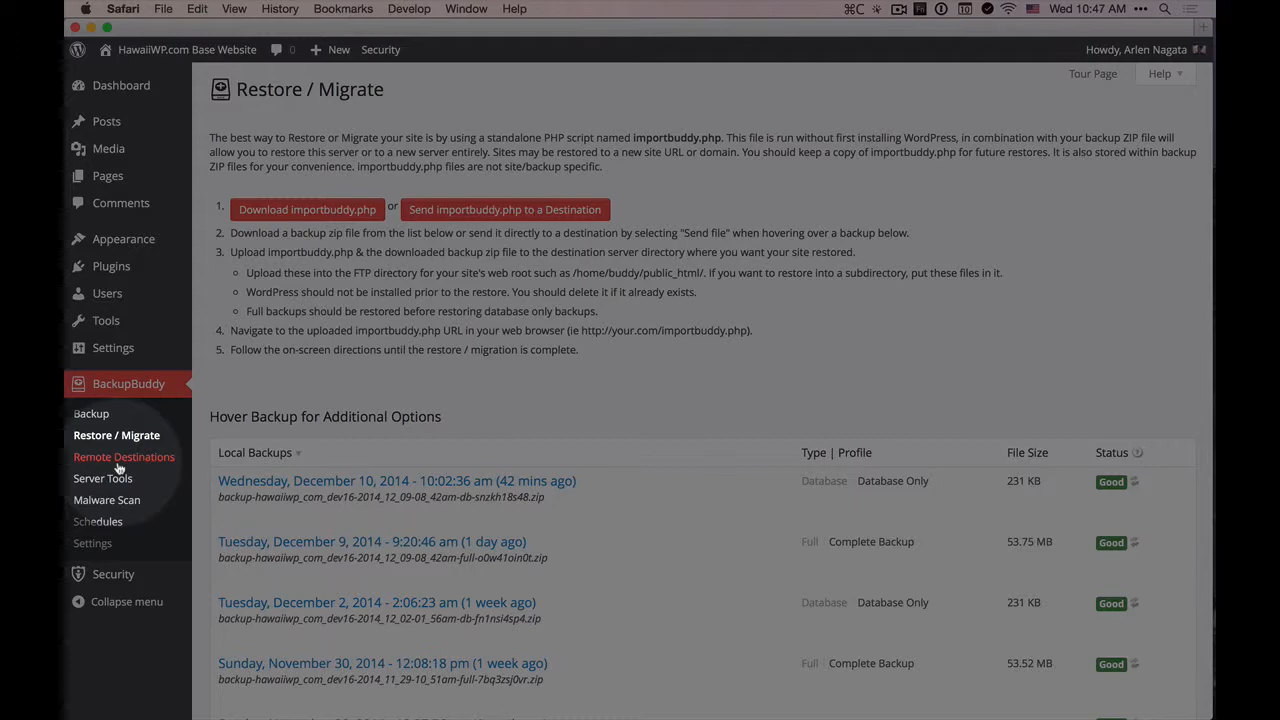 Safari File Edit View History Bookmarks Develop Window Help Wed 10:47 AM
HawaiiWP.com Base Website 0 New Security Howdy, Arlen Nagata
Tour Page Help
Dashboard
Posts
Media
Pages
Comments
Appearance
Plugins
Users
Tools
Settings
BackupBuddy
Backup
Restore / Migrate
Remote Destinations
Server Tools
Malware Scan
Schedules
Settings
Security
Collapse menu
Restore / Migrate
The best way to Restore or Migrate your site is by using a standalone PHP script named importbuddy.php. This file is run without first installing WordPress, in combination with your backup ZIP file will
allow you to restore this server or to a new server entirely. Sites may be restored to a new site URL or domain. You should keep a copy of importbuddy.php for future restores. It is also stored within backup
ZIP files for your convenience. importbuddy.php files are not site/backup specific.
1. Download importbuddy.php or Send importbuddy.php to a Destination
2. Download a backup zip file from the list below or send it directly to a destination by selecting "Send file" when hovering over a backup below.
3. Upload importbuddy.php & the downloaded backup zip file to the destination server directory where you want your site restored.
Upload these into the FTP directory for your site's web root such as /home/buddy/public_html/. If you want to restore into a subdirectory, put these files in it.
WordPress should not be installed prior to the restore. You should delete it if it already exists.
Full backups should be restored before restoring database only backups.
4. Navigate to the uploaded importbuddy.php URL in your web browser (ie http://your.com/importbuddy.php).
5. Follow the on-screen directions until the restore / migration is complete.
Hover Backup for Additional Options
Local Backups Type | Profile File Size Status
Wednesday, December 10, 2014 - 10:02:36 am (42 mins ago) Database Database Only 231 KB Good
backup-hawaiiwp_com_dev16-2014_12_09-08_42am-db-snzkh18s48.zip
Tuesday, December 9, 2014 - 9:20:46 am (1 day ago) Full Complete Backup 53.75 MB Good
backup-hawaiiwp_com_dev16-2014_12_09-08_42am-full-o0w41oin0t.zip
Tuesday, December 2, 2014 - 2:06:23 am (1 week ago) Database Database Only 231 KB Good
backup-hawaiiwp_com_dev16-2014_12_02-01_56am-db-fn1nsi4sp4.zip
Sunday, November 30, 2014 - 12:08:18 pm (1 week ago) Full Complete Backup 53.52 MB Good
backup-hawaiiwp_com_dev16-2014_11_29-10_51am-full-7bq3zsj0vr.zip